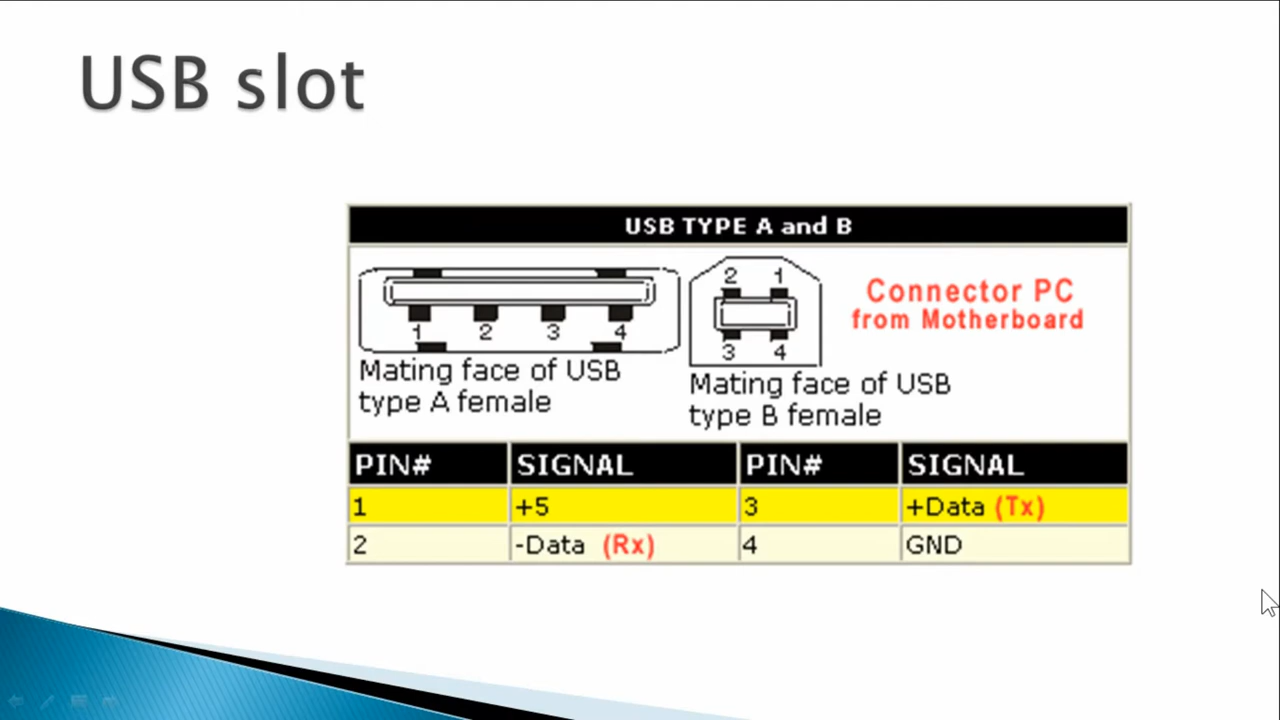 USB slot
USB TYPE A and B
1 2 3 4
Mating face of USB
type A female
2 1
3 4
Mating face of USB
type B female
Connector PC
from Motherboard
PIN# SIGNAL PIN# SIGNAL
1 +5 3 +Data (Tx)
2 -Data (Rx) 4 GND